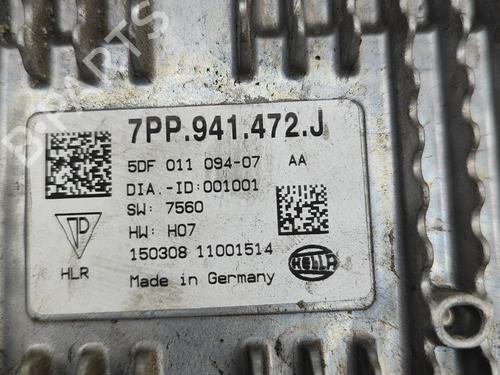 7PP.941.472.J
5DF 011 094-07 AA
DIA.-ID:001001
SW: 7560
HW: H07
150308 11001514
HLR
Made in Germany
HELLA
B-PARTS